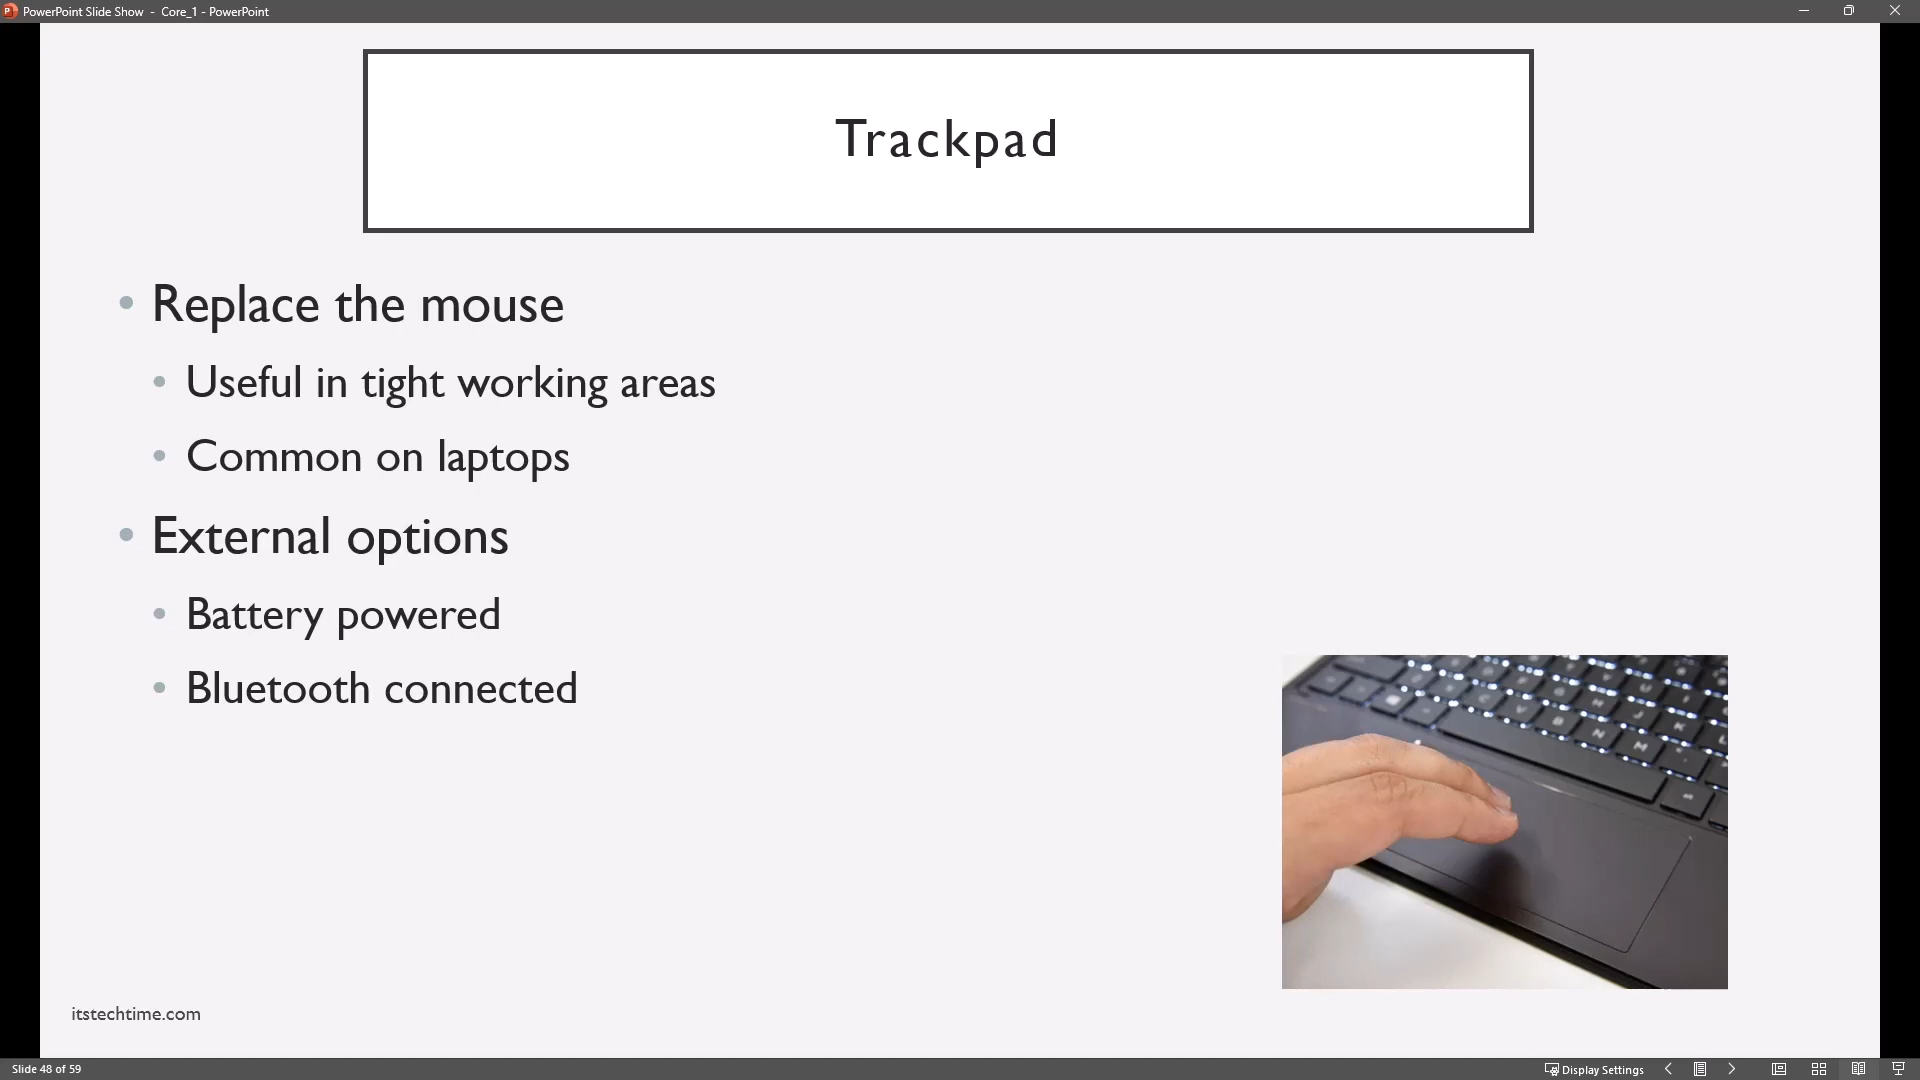 PowerPoint Slide Show - Core_1 - PowerPoint
Trackpad
• Replace the mouse
• Useful in tight working areas
• Common on laptops
• External options
• Battery powered
• Bluetooth connected
itstechtime.com
Slide 48 of 59
Display Settings